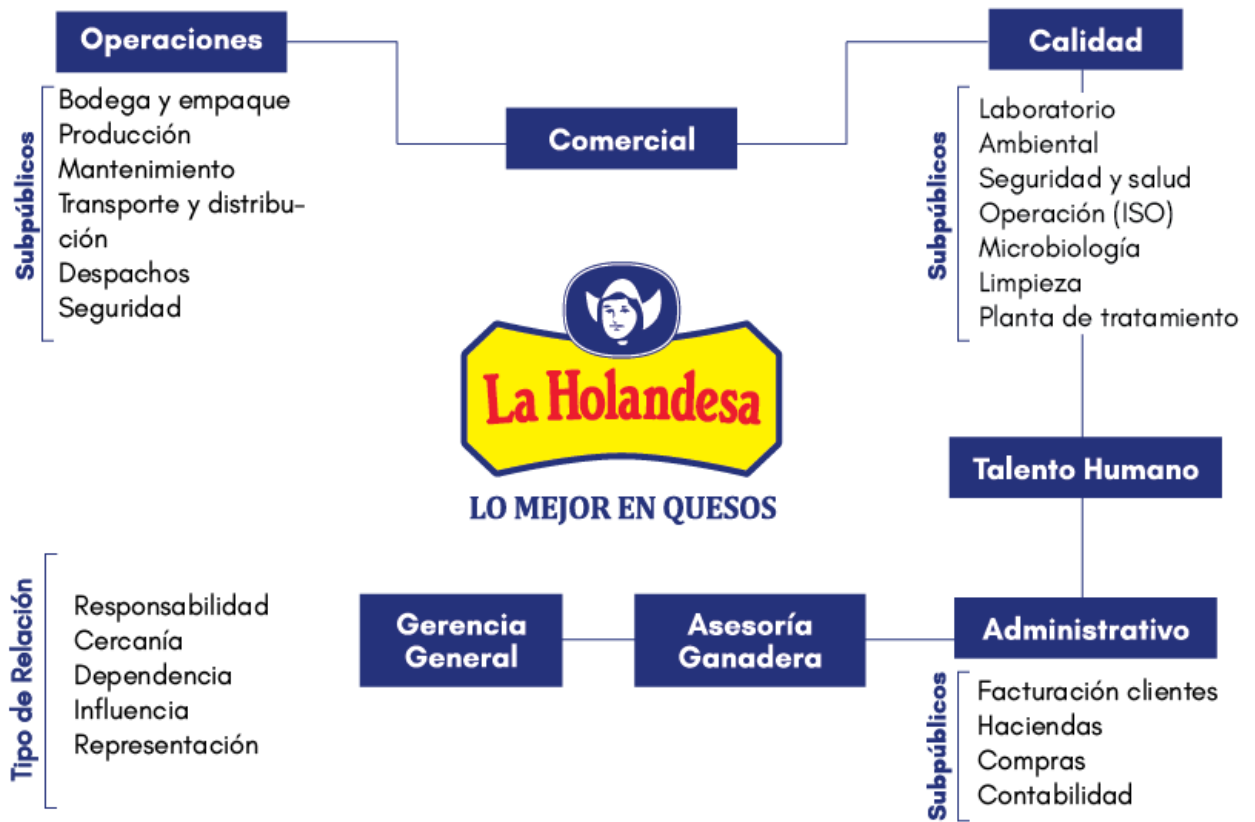 Operaciones
Subpúblicos
Bodega y empaque
Producción
Mantenimiento
Transporte y distribu-
ción
Despachos
Seguridad
Comercial
Calidad
Subpúblicos
Laboratorio
Ambiental
Seguridad y salud
Operación (ISO)
Microbiología
Limpieza
Planta de tratamiento
La Holandesa
LO MEJOR EN QUESOS
Talento Humano
Tipo de Relación
Responsabilidad
Cercanía
Dependencia
Influencia
Representación
Gerencia
General
Asesoría
Ganadera
Administrativo
Subpúblicos
Facturación clientes
Haciendas
Compras
Contabilidad